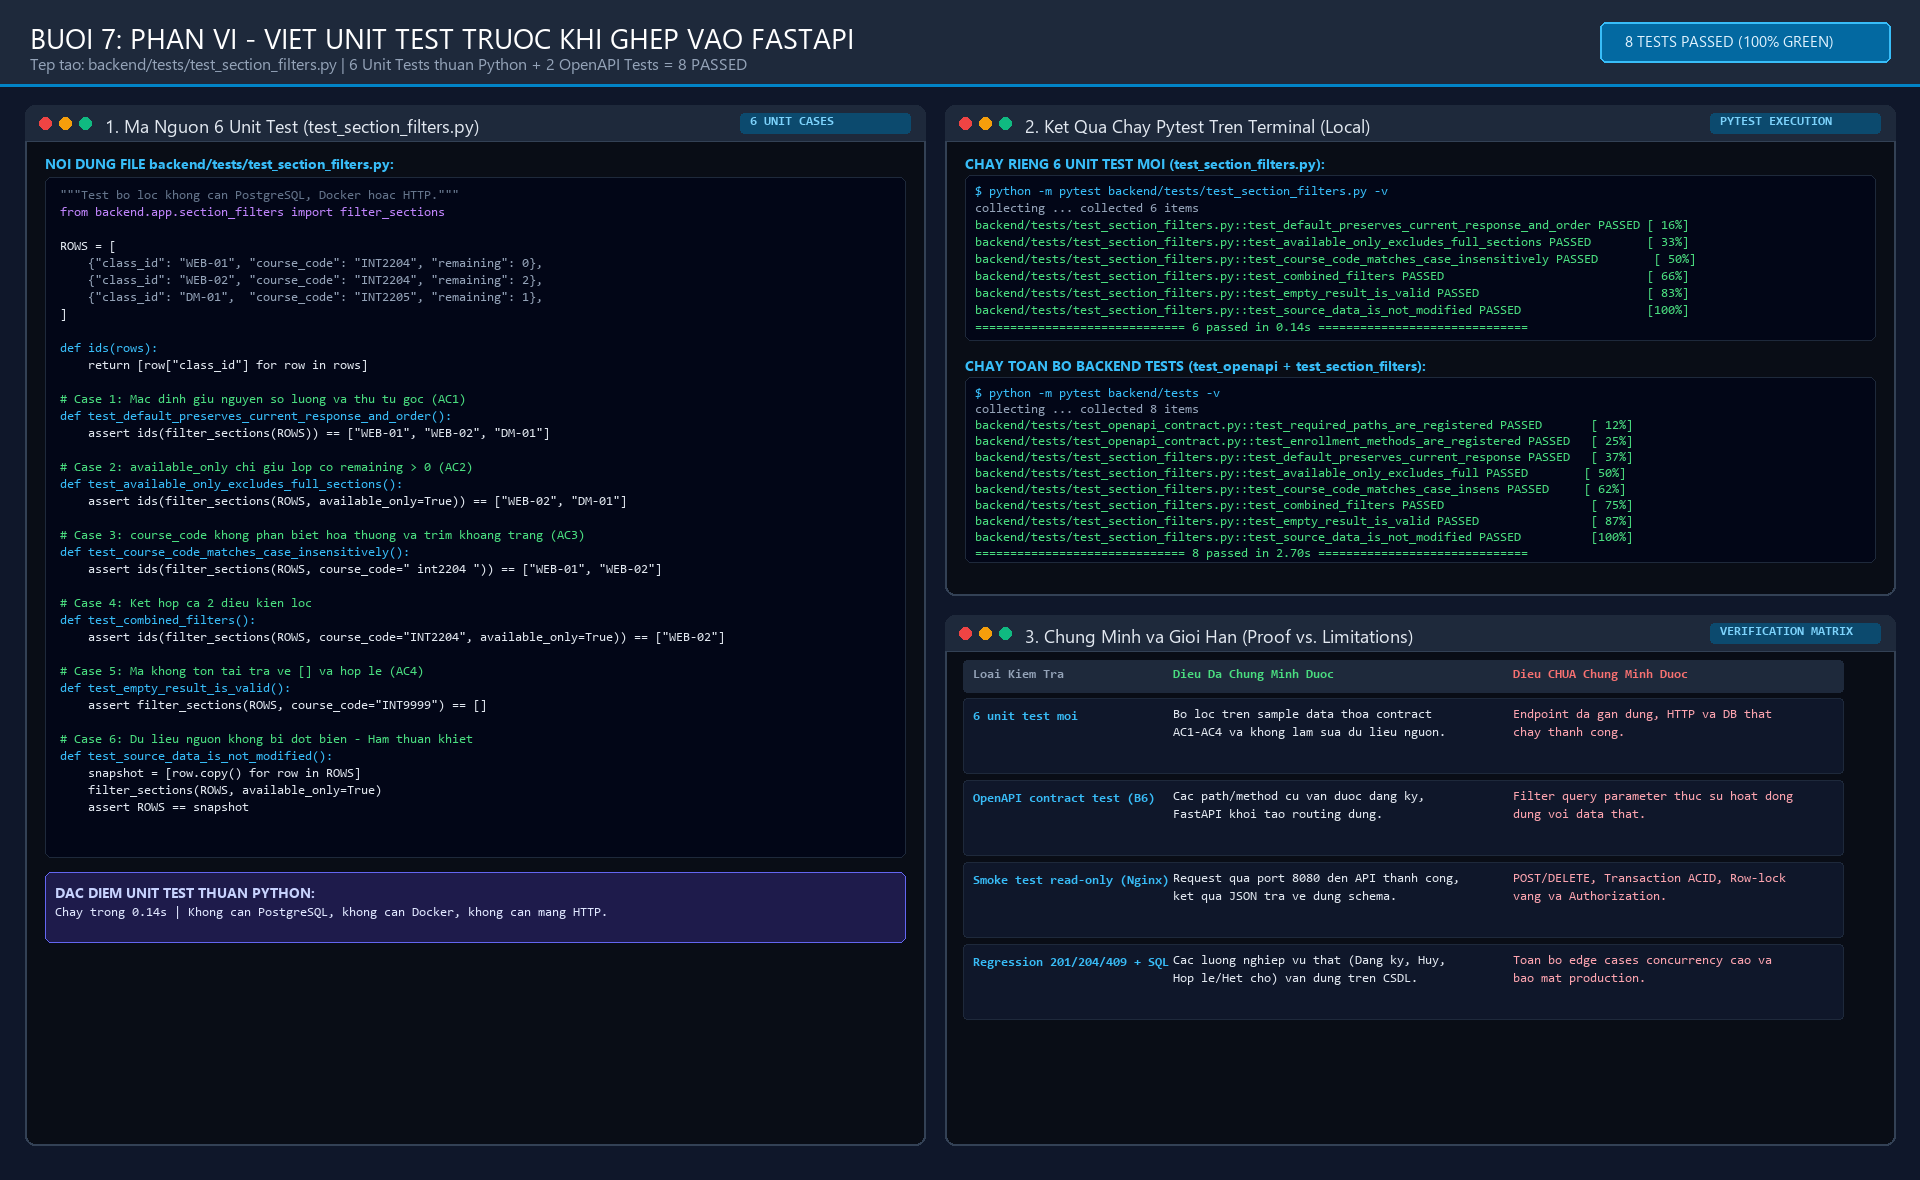 BUOI 7: PHAN VI - VIET UNIT TEST TRUOC KHI GHEP VAO FASTAPI
Tep tao: backend/tests/test_section_filters.py | 6 Unit Tests thuan Python + 2 OpenAPI Tests = 8 PASSED
8 TESTS PASSED (100% GREEN)
1. Ma Nguon 6 Unit Test (test_section_filters.py)
6 UNIT CASES
NOI DUNG FILE backend/tests/test_section_filters.py:
"""Test bo loc khong can PostgreSQL, Docker hoac HTTP."""
from backend.app.section_filters import filter_sections
ROWS = [
    {"class_id": "WEB-01", "course_code": "INT2204", "remaining": 0},
    {"class_id": "WEB-02", "course_code": "INT2204", "remaining": 2},
    {"class_id": "DM-01",  "course_code": "INT2205", "remaining": 1},
]
def ids(rows):
    return [row["class_id"] for row in rows]
# Case 1: Mac dinh giu nguyen so luong va thu tu goc (AC1)
def test_default_preserves_current_response_and_order():
    assert ids(filter_sections(ROWS)) == ["WEB-01", "WEB-02", "DM-01"]
# Case 2: available_only chi giu lop co remaining > 0 (AC2)
def test_available_only_excludes_full_sections():
    assert ids(filter_sections(ROWS, available_only=True)) == ["WEB-02", "DM-01"]
# Case 3: course_code khong phan biet hoa thuong va trim khoang trang (AC3)
def test_course_code_matches_case_insensitively():
    assert ids(filter_sections(ROWS, course_code=" int2204 ")) == ["WEB-01", "WEB-02"]
# Case 4: Ket hop ca 2 dieu kien loc
def test_combined_filters():
    assert ids(filter_sections(ROWS, course_code="INT2204", available_only=True)) == ["WEB-02"]
# Case 5: Ma khong ton tai tra ve [] va hop le (AC4)
def test_empty_result_is_valid():
    assert filter_sections(ROWS, course_code="INT9999") == []
# Case 6: Du lieu nguon khong bi dot bien - Ham thuan khiet
def test_source_data_is_not_modified():
    snapshot = [row.copy() for row in ROWS]
    filter_sections(ROWS, available_only=True)
    assert ROWS == snapshot
DAC DIEM UNIT TEST THUAN PYTHON:
Chay trong 0.14s | Khong can PostgreSQL, khong can Docker, khong can mang HTTP.
2. Ket Qua Chay Pytest Tren Terminal (Local)
PYTEST EXECUTION
CHAY RIENG 6 UNIT TEST MOI (test_section_filters.py):
$ python -m pytest backend/tests/test_section_filters.py -v
collecting ... collected 6 items
backend/tests/test_section_filters.py::test_default_preserves_current_response_and_order PASSED [ 16%]
backend/tests/test_section_filters.py::test_available_only_excludes_full_sections PASSED        [ 33%]
backend/tests/test_section_filters.py::test_course_code_matches_case_insensitively PASSED        [ 50%]
backend/tests/test_section_filters.py::test_combined_filters PASSED                             [ 66%]
backend/tests/test_section_filters.py::test_empty_result_is_valid PASSED                        [ 83%]
backend/tests/test_section_filters.py::test_source_data_is_not_modified PASSED                  [100%]
============================== 6 passed in 0.14s ==============================
CHAY TOAN BO BACKEND TESTS (test_openapi + test_section_filters):
$ python -m pytest backend/tests -v
collecting ... collected 8 items
backend/tests/test_openapi_contract.py::test_required_paths_are_registered PASSED       [ 12%]
backend/tests/test_openapi_contract.py::test_enrollment_methods_are_registered PASSED   [ 25%]
backend/tests/test_section_filters.py::test_default_preserves_current_response PASSED   [ 37%]
backend/tests/test_section_filters.py::test_available_only_excludes_full PASSED        [ 50%]
backend/tests/test_section_filters.py::test_course_code_matches_case_insens PASSED     [ 62%]
backend/tests/test_section_filters.py::test_combined_filters PASSED                     [ 75%]
backend/tests/test_section_filters.py::test_empty_result_is_valid PASSED                [ 87%]
backend/tests/test_section_filters.py::test_source_data_is_not_modified PASSED          [100%]
============================== 8 passed in 2.70s ==============================
3. Chung Minh va Gioi Han (Proof vs. Limitations)
VERIFICATION MATRIX
Loai Kiem Tra
Dieu Da Chung Minh Duoc
Dieu CHUA Chung Minh Duoc
6 unit test moi
Bo loc tren sample data thoa contract
AC1-AC4 va khong lam sua du lieu nguon.
Endpoint da gan dung, HTTP va DB that
chay thanh cong.
OpenAPI contract test (B6)
Cac path/method cu van duoc dang ky,
FastAPI khoi tao routing dung.
Filter query parameter thuc su hoat dong
dung voi data that.
Smoke test read-only (Nginx)
Request qua port 8080 den API thanh cong,
ket qua JSON tra ve dung schema.
POST/DELETE, Transaction ACID, Row-lock
vang va Authorization.
Regression 201/204/409 + SQL
Cac luong nghiep vu that (Dang ky, Huy,
Hop le/Het cho) van dung tren CSDL.
Toan bo edge cases concurrency cao va
bao mat production.